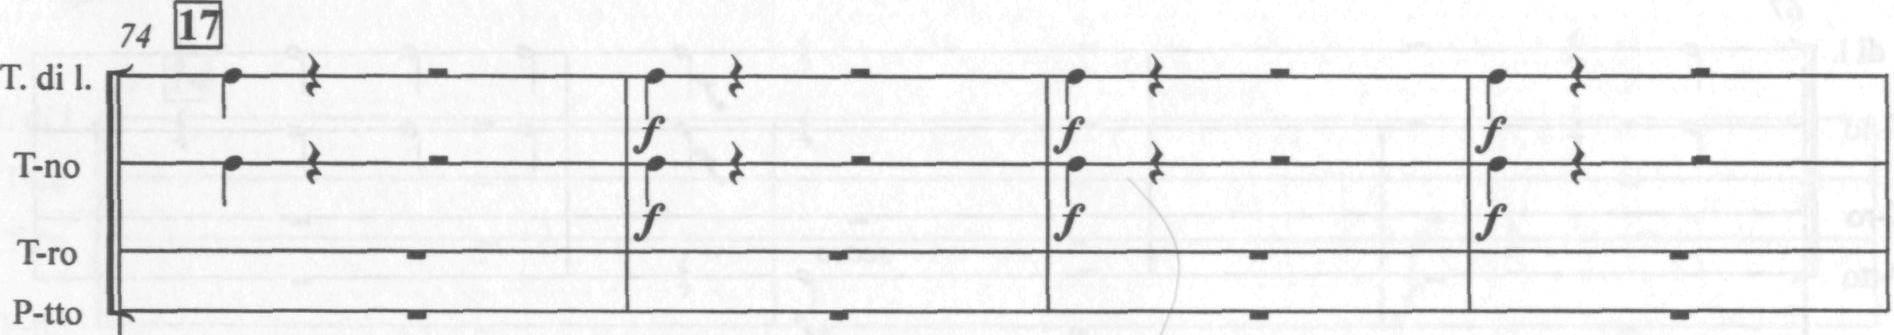 74 17
T. di l.
f f f
T-no
f f f
T-ro
P-tto